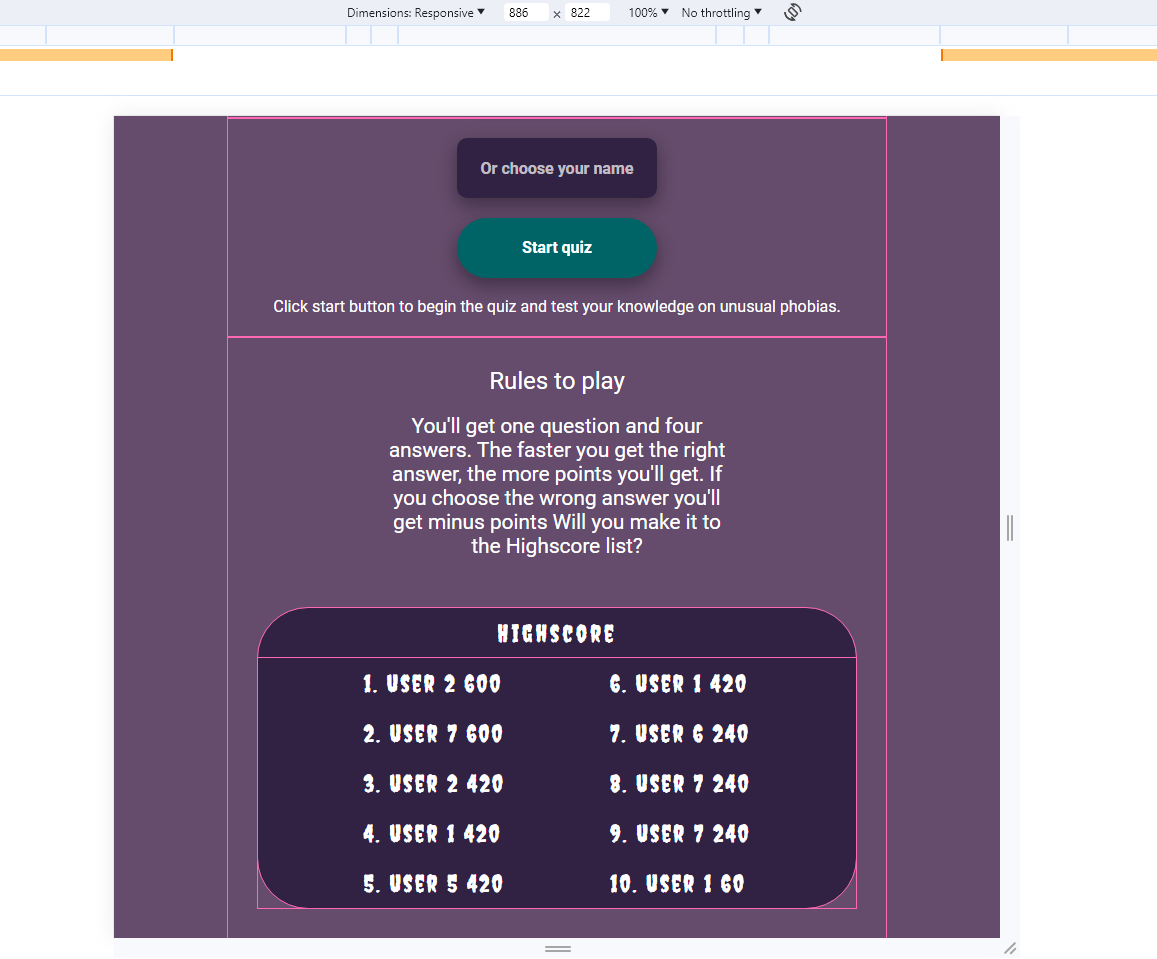 Dimensions: Responsive 886 x 822 100% No throttling
Or choose your name
Start quiz
Click start button to begin the quiz and test your knowledge on unusual phobias.
Rules to play
You'll get one question and four
answers. The faster you get the right
answer, the more points you'll get. If
you choose the wrong answer you'll
get minus points Will you make it to
the Highscore list?
HIGHSCORE
1. USER 2 600
2. USER 7 600
3. USER 2 420
4. USER 1 420
5. USER 5 420
6. USER 1 420
7. USER 6 240
8. USER 7 240
9. USER 7 240
10. USER 1 60